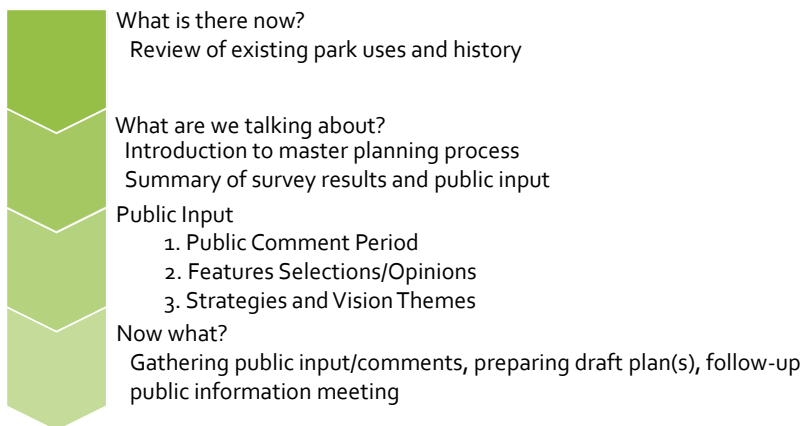 What is there now?
Review of existing park uses and history
What are we talking about?
Introduction to master planning process
Summary of survey results and public input
Public Input
1. Public Comment Period
2. Features Selections/Opinions
3. Strategies and Vision Themes
Now what?
Gathering public input/comments, preparing draft plan(s), follow-up
public information meeting